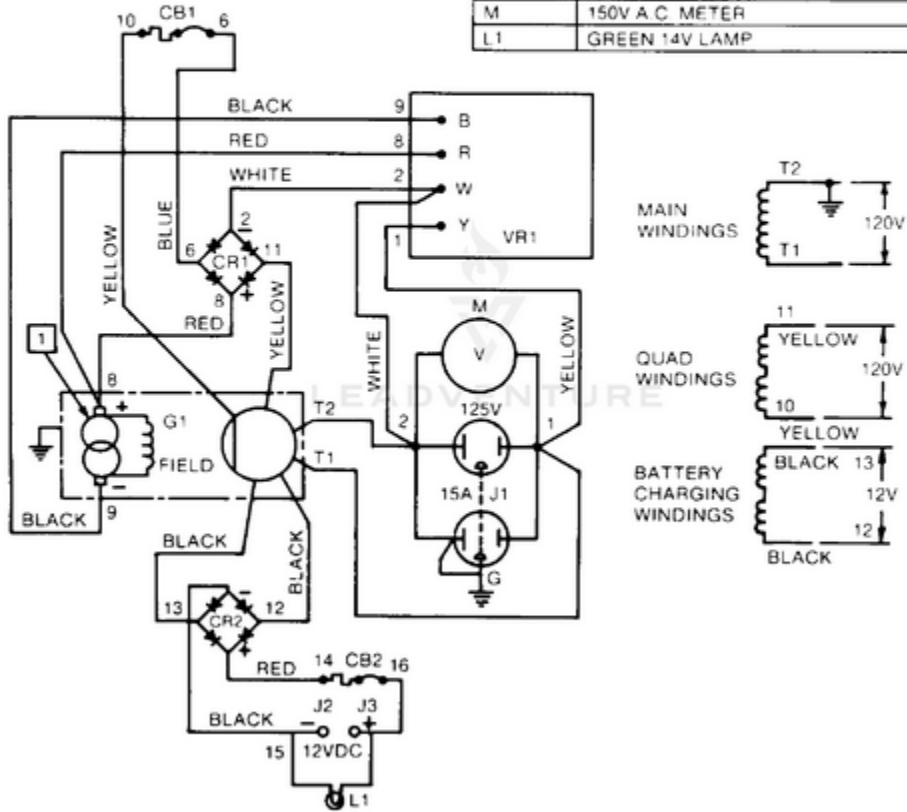 M 150V A.C. METER
L1 GREEN 14V LAMP
10 CB1 6
BLACK 9 B
RED 8 R
WHITE 2 W
1 Y
VR1
YELLOW
BLUE
2
6 CR1 11
8 +
RED
YELLOW
1
8
+
G1
FIELD
-
9
BLACK
T2
T1
WHITE
M
V
YELLOW
LEADVENTURE
125V
2 1
15A J1
G
BLACK
BLACK
13 - 12
CR2
+
RED 14 CB2 16
J2 J3
BLACK - +
15 12VDC
L1
MAIN
WINDINGS
T2
T1
120V
QUAD
WINDINGS
11
YELLOW
10
YELLOW
120V
BATTERY
CHARGING
WINDINGS
BLACK 13
12
BLACK
12V